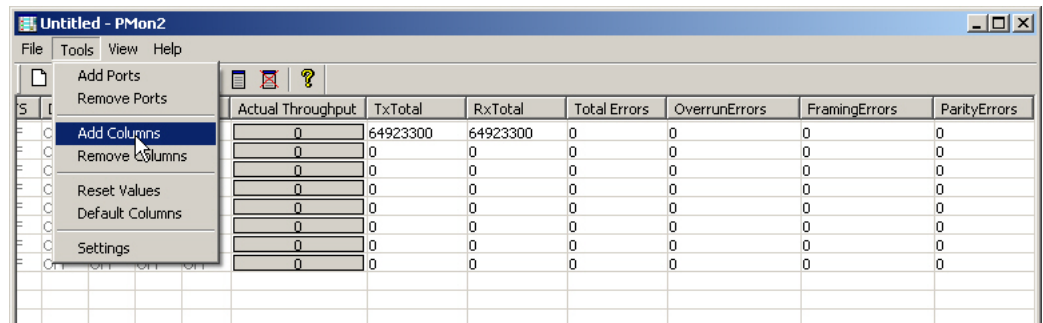 Untitled - PMon2
File Tools View Help
Add Ports
Remove Ports
Add Columns
Remove Columns
Reset Values
Default Columns
Settings
Actual Throughput TxTotal RxTotal Total Errors OverrunErrors FramingErrors ParityErrors
0 64923300 64923300 0 0 0 0
0 0 0 0 0 0 0
0 0 0 0 0 0 0
0 0 0 0 0 0 0
0 0 0 0 0 0 0
0 0 0 0 0 0 0
0 0 0 0 0 0 0
0 0 0 0 0 0 0